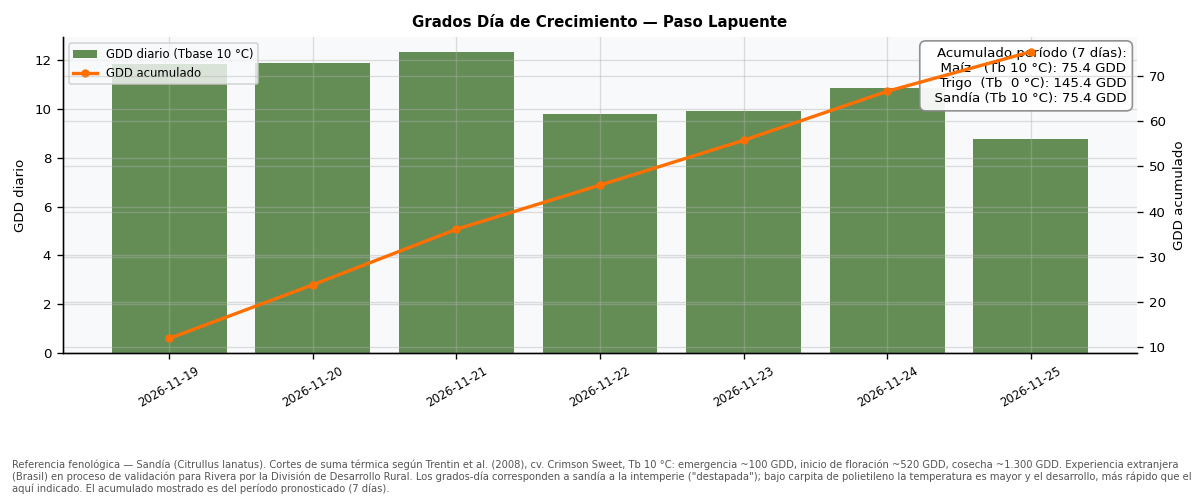 Grados Día de Crecimiento — Paso Lapuente
GDD diario (Tbase 10 °C)
GDD acumulado
Acumulado período (7 días):
Maíz (Tb 10 °C): 75.4 GDD
Trigo (Tb 0 °C): 145.4 GDD
Sandía (Tb 10 °C): 75.4 GDD
GDD diario
12
10
8
6
4
2
0
GDD acumulado
70
60
50
40
30
20
10
2026-11-19
2026-11-20
2026-11-21
2026-11-22
2026-11-23
2026-11-24
2026-11-25
Referencia fenológica — Sandía (Citrullus lanatus). Cortes de suma térmica según Trentin et al. (2008), cv. Crimson Sweet, Tb 10 °C: emergencia ~100 GDD, inicio de floración ~520 GDD, cosecha ~1.300 GDD. Experiencia extranjera
(Brasil) en proceso de validación para Rivera por la División de Desarrollo Rural. Los grados-día corresponden a sandía a la intemperie ("destapada"); bajo carpita de polietileno la temperatura es mayor y el desarrollo, más rápido que el
aquí indicado. El acumulado mostrado es del período pronosticado (7 días).